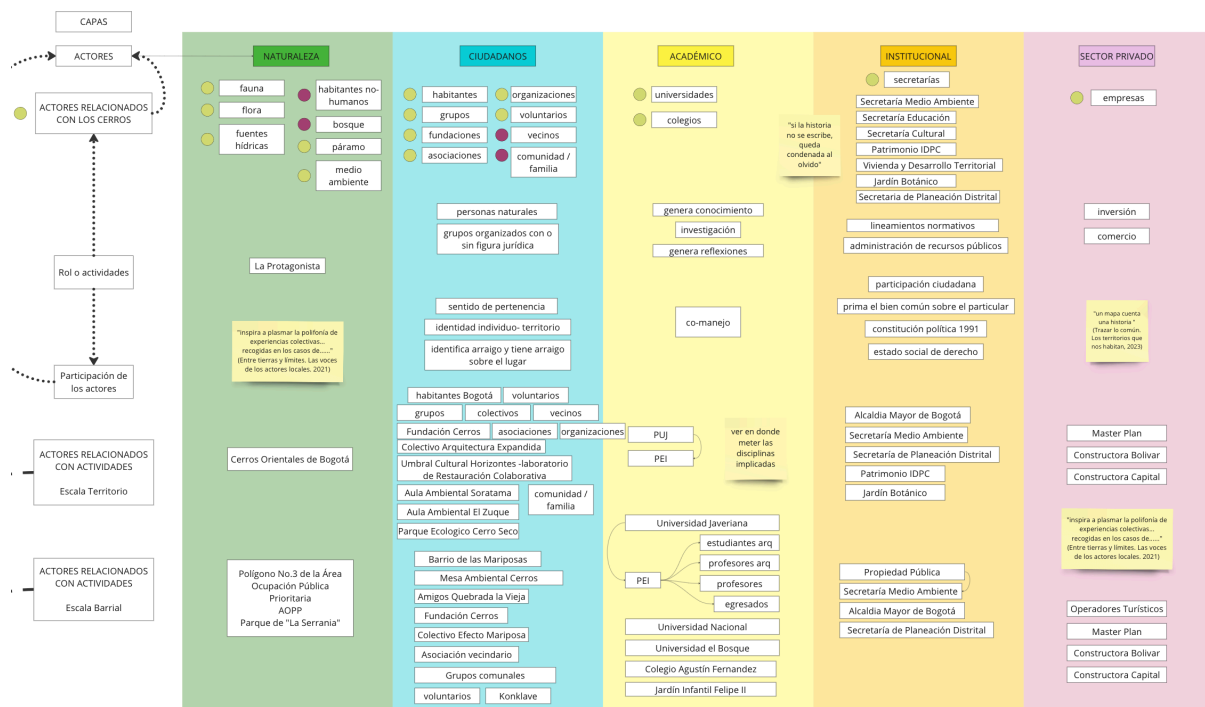 CAPAS
ACTORES
ACTORES RELACIONADOS
CON LOS CERROS
Rol o actividades
Participación de
los actores
ACTORES RELACIONADOS
CON ACTIVIDADES
Escala Territorio
ACTORES RELACIONADOS
CON ACTIVIDADES
Escala Barrial
NATURALEZA
fauna
flora
fuentes
hídricas
habitantes no-
humanos
bosque
páramo
medio
ambiente
La Protagonista
"inspira a plasmar la polifonía de
experiencias colectivas...
recogidas en los casos de......"
(Entre tierras y límites. Las voces
de los actores locales. 2021)
Cerros Orientales de Bogotá
Polígono No.3 de la Área
Ocupación Pública
Prioritaria
AOPP
Parque de "La Serrania"
CIUDADANOS
habitantes
grupos
fundaciones
asociaciones
organizaciones
voluntarios
vecinos
comunidad /
familia
personas naturales
grupos organizados con o
sin figura jurídica
sentido de pertenencia
identidad individuo- territorio
identifica arraigo y tiene arraigo
sobre el lugar
habitantes Bogotá
voluntarios
grupos
colectivos
vecinos
Fundación Cerros
asociaciones
organizaciones
Colectivo Arquitectura Expandida
Umbral Cultural Horizontes -laboratorio
de Restauración Colaborativa
Aula Ambiental Soratama
comunidad /
familia
Aula Ambiental El Zuque
Parque Ecologico Cerro Seco
Barrio de las Mariposas
Mesa Ambiental Cerros
Amigos Quebrada la Vieja
Fundación Cerros
Colectivo Efecto Mariposa
Asociación vecindario
Grupos comunales
voluntarios
Konklave
ACADÉMICO
universidades
colegios
genera conocimiento
investigación
genera reflexiones
co-manejo
PUJ
PEI
ver en donde
meter las
disciplinas
implicadas
Universidad Javeriana
estudiantes arq
profesores arq
PEI
profesores
egresados
Universidad Nacional
Universidad el Bosque
Colegio Agustín Fernandez
Jardín Infantil Felipe II
"si la historia
no se escribe,
queda
condenada al
olvido"
INSTITUCIONAL
secretarías
Secretaría Medio Ambiente
Secretaría Educación
Secretaría Cultural
Patrimonio IDPC
Vivienda y Desarrollo Territorial
Jardín Botánico
Secretaria de Planeación Distrital
lineamientos normativos
administración de recursos públicos
participación ciudadana
prima el bien común sobre el particular
constitución política 1991
estado social de derecho
Alcaldia Mayor de Bogotá
Secretaría Medio Ambiente
Secretaría de Planeación Distrital
Patrimonio IDPC
Jardín Botánico
Propiedad Pública
Secretaría Medio Ambiente
Alcaldia Mayor de Bogotá
Secretaría de Planeación Distrital
SECTOR PRIVADO
empresas
inversión
comercio
"un mapa cuenta
una historia "
(Trazar lo común.
Los territorios que
nos habitan, 2023)
Master Plan
Constructora Bolivar
Constructora Capital
"inspira a plasmar la polifonía de
experiencias colectivas...
recogidas en los casos de......"
(Entre tierras y límites. Las voces
de los actores locales. 2021)
Operadores Turísticos
Master Plan
Constructora Bolivar
Constructora Capital